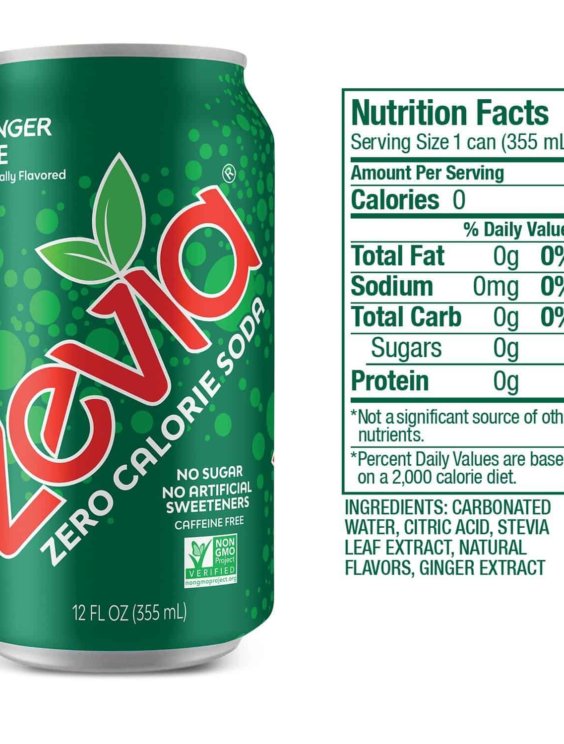 NGER
E
ally Flavored
zevia®
ZERO CALORIE SODA
NO SUGAR
NO ARTIFICIAL
SWEETENERS
CAFFEINE FREE
NON
GMO
Project
VERIFIED
nongmoproject.org
12 FL OZ (355 mL)
Nutrition Facts
Serving Size 1 can (355 mL
Amount Per Serving
Calories 0
% Daily Value
Total Fat 0g 0%
Sodium 0mg 0%
Total Carb 0g 0%
Sugars 0g
Protein 0g
*Not a significant source of oth
nutrients.
*Percent Daily Values are base
on a 2,000 calorie diet.
INGREDIENTS: CARBONATED
WATER, CITRIC ACID, STEVIA
LEAF EXTRACT, NATURAL
FLAVORS, GINGER EXTRACT